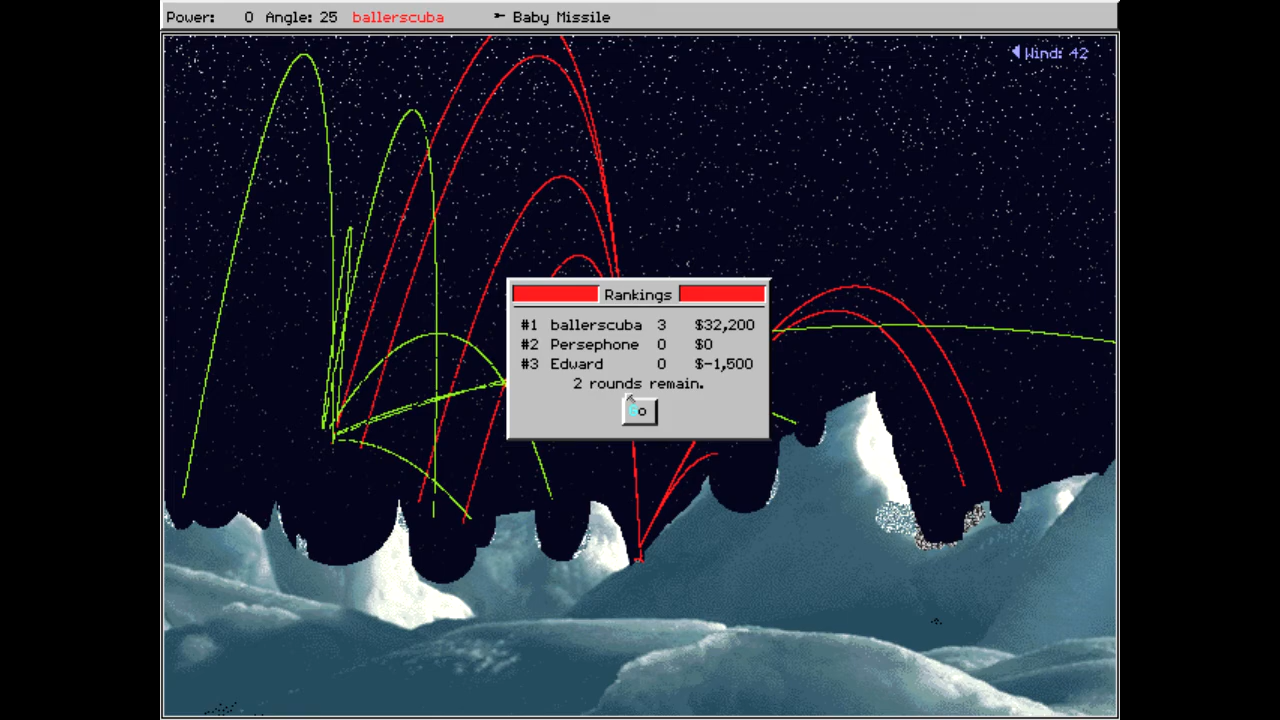 Power: 0 Angle: 25 ballerscuba Baby Missile
Wind: 42
Rankings
#1 ballerscuba 3 $32,200
#2 Persephone 0 $0
#3 Edward 0 $-1,500
2 rounds remain.
Go